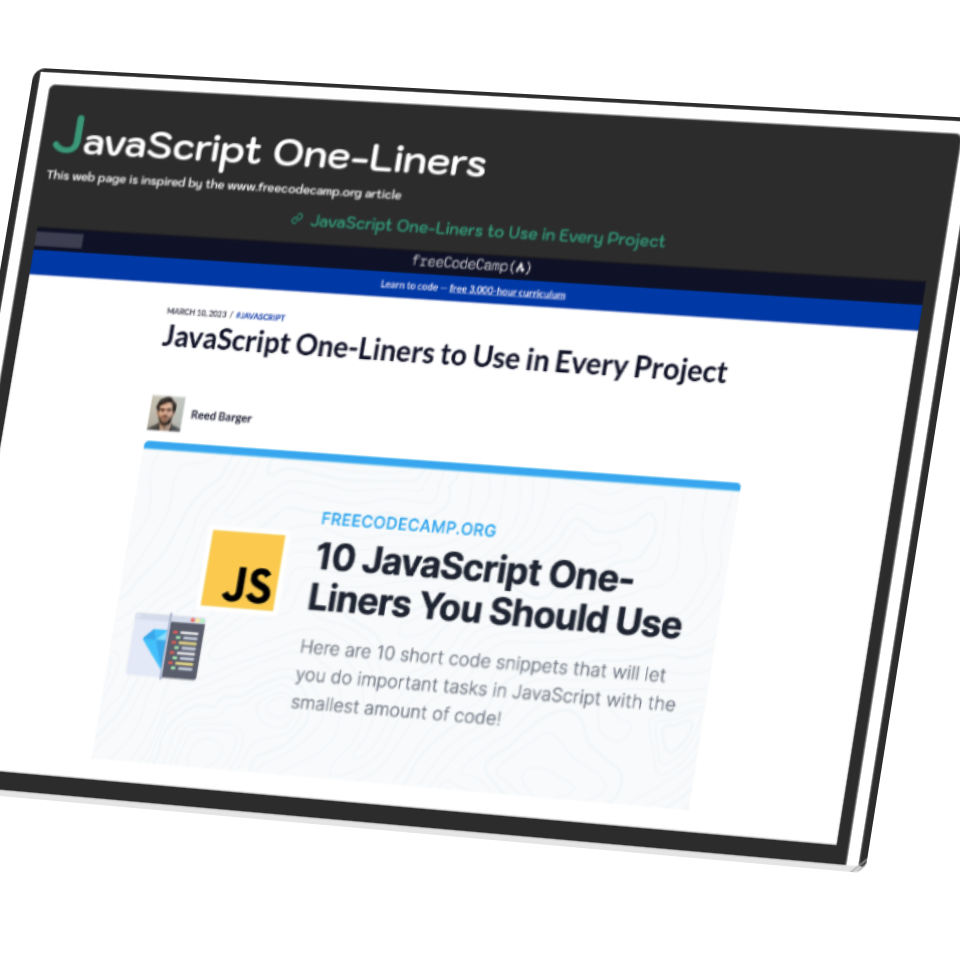 JavaScript One-Liners
This web page is inspired by the www.freecodecamp.org article
JavaScript One-Liners to Use in Every Project
freeCodeCamp(🔥)
Learn to code — free 3,000-hour curriculum
MARCH 10, 2023 / #JAVASCRIPT
JavaScript One-Liners to Use in Every Project
Reed Barger
FREECODECAMP.ORG
10 JavaScript One-
Liners You Should Use
JS
Here are 10 short code snippets that will let
you do important tasks in JavaScript with the
smallest amount of code!